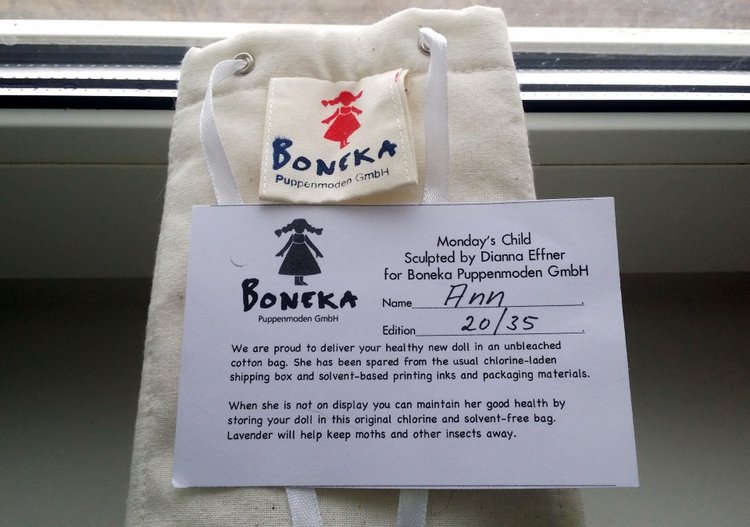 BONEKA
Puppenmoden GmbH
BONEKA
Puppenmoden GmbH
Monday's Child
Sculpted by Dianna Effner
for Boneka Puppenmoden GmbH
Name Ann
Edition 20/35
We are proud to deliver your healthy new doll in an unbleached
cotton bag. She has been spared from the usual chlorine-laden
shipping box and solvent-based printing inks and packaging materials.
When she is not on display you can maintain her good health by
storing your doll in this original chlorine and solvent-free bag.
Lavender will help keep moths and other insects away.